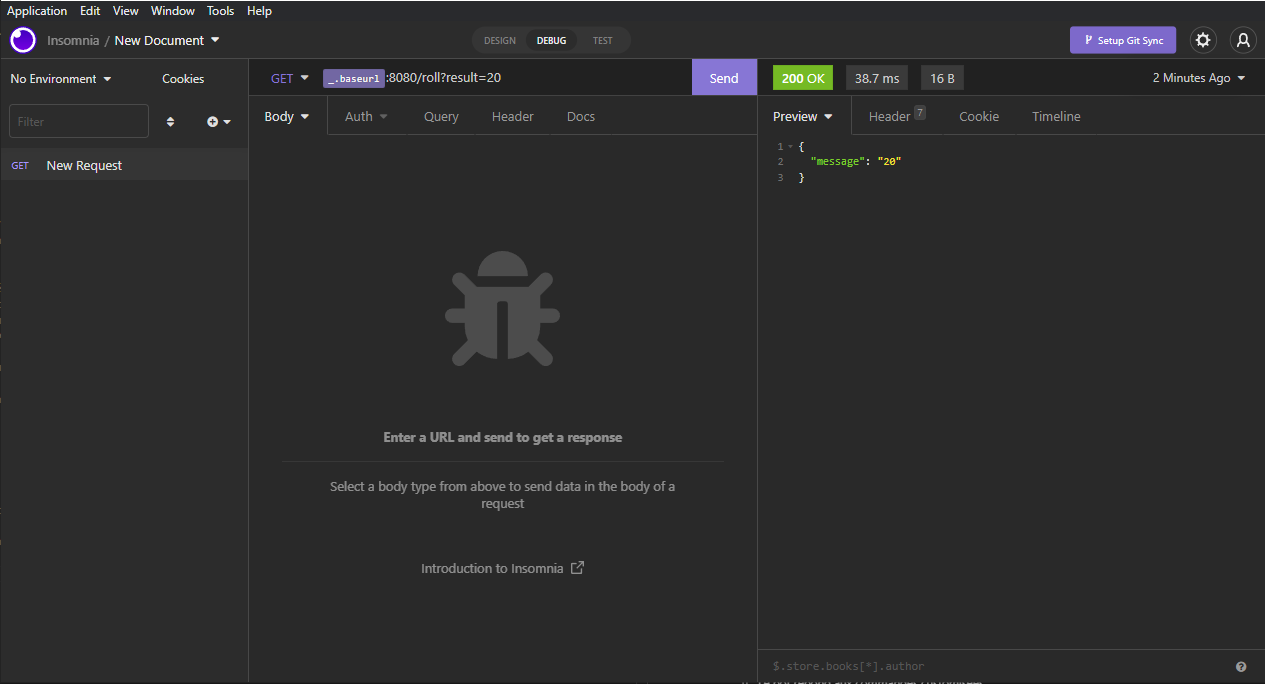 Application Edit View Window Tools Help
Insomnia / New Document
DESIGN DEBUG TEST
Setup Git Sync
No Environment Cookies
Filter
GET New Request
GET _.baseurl :8080/roll?result=20 Send
Body Auth Query Header Docs
Enter a URL and send to get a response
Select a body type from above to send data in the body of a
request
Introduction to Insomnia
200 OK 38.7 ms 16 B 2 Minutes Ago
Preview Header 7 Cookie Timeline
1 {
2 "message": "20"
3 }
$.store.books[*].author